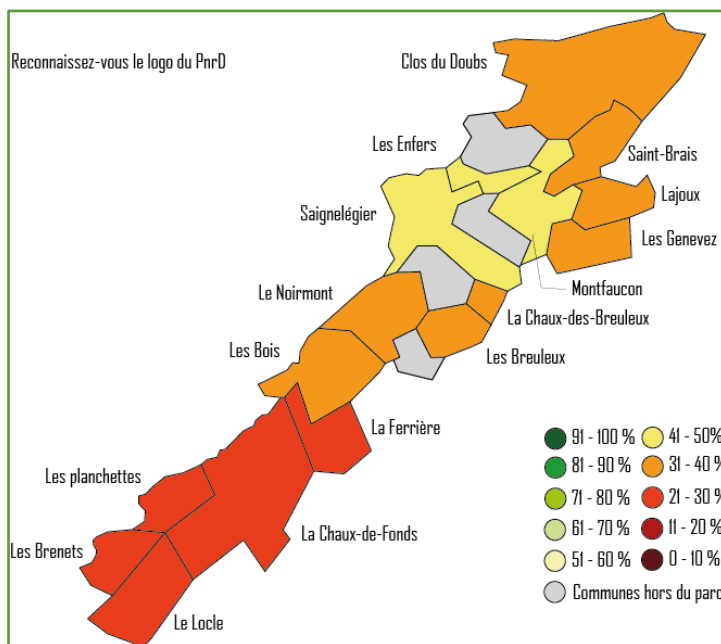 Reconnaissez-vous le logo du PnrD
Clos du Doubs
Les Enfers
Saint-Brais
Saignelégier
Lajoux
Les Genevez
Montfaucon
Le Noirmont
La Chaux-des-Breuleux
Les Bois
Les Breuleux
La Ferrière
Les planchettes
La Chaux-de-Fonds
Les Brenets
Le Locle
91 - 100 % 41 - 50%
81 - 90 % 31 - 40 %
71 - 80 % 21 - 30 %
61 - 70 % 11 - 20 %
51 - 60 % 0 - 10 %
Communes hors du parc